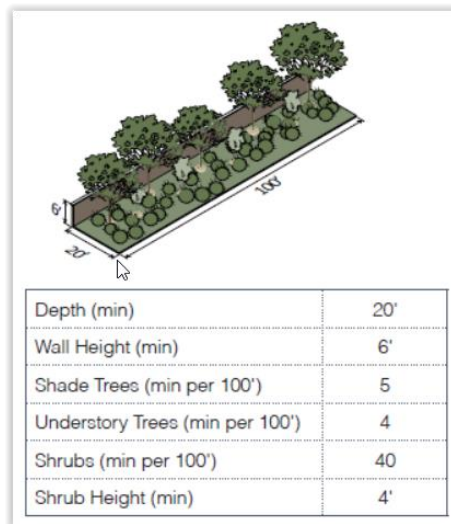 6'
20'
100'
Depth (min) 20'
Wall Height (min) 6'
Shade Trees (min per 100') 5
Understory Trees (min per 100') 4
Shrubs (min per 100') 40
Shrub Height (min) 4'